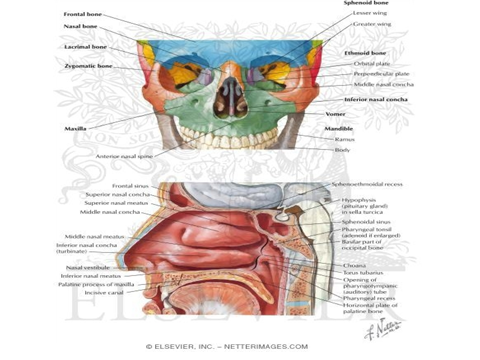 Frontal bone
Nasal bone
Lacrimal bone
Zygomatic bone
Maxilla
Anterior nasal spine
Sphenoid bone
Lesser wing
Greater wing
Ethmoid bone
Orbital plate
Perpendicular plate
Middle nasal concha
Inferior nasal concha
Vomer
Mandible
Ramus
Body
Frontal sinus
Superior nasal concha
Superior nasal meatus
Middle nasal concha
Middle nasal meatus
Inferior nasal concha
(turbinate)
Nasal vestibule
Inferior nasal meatus
Palatine process of maxilla
Incisive canal
Sphenoethmoidal recess
Hypophysis
(pituitary gland)
in sella turcica
Sphenoidal sinus
Pharyngeal tonsil
(adenoid if enlarged)
Basilar part of
occipital bone
Choana
Torus tubarius
Opening of
pharyngotympanic
(auditory) tube
Pharyngeal recess
Horizontal plate of
palatine bone
F. Netter
© ELSEVIER, INC. – NETTERIMAGES.COM